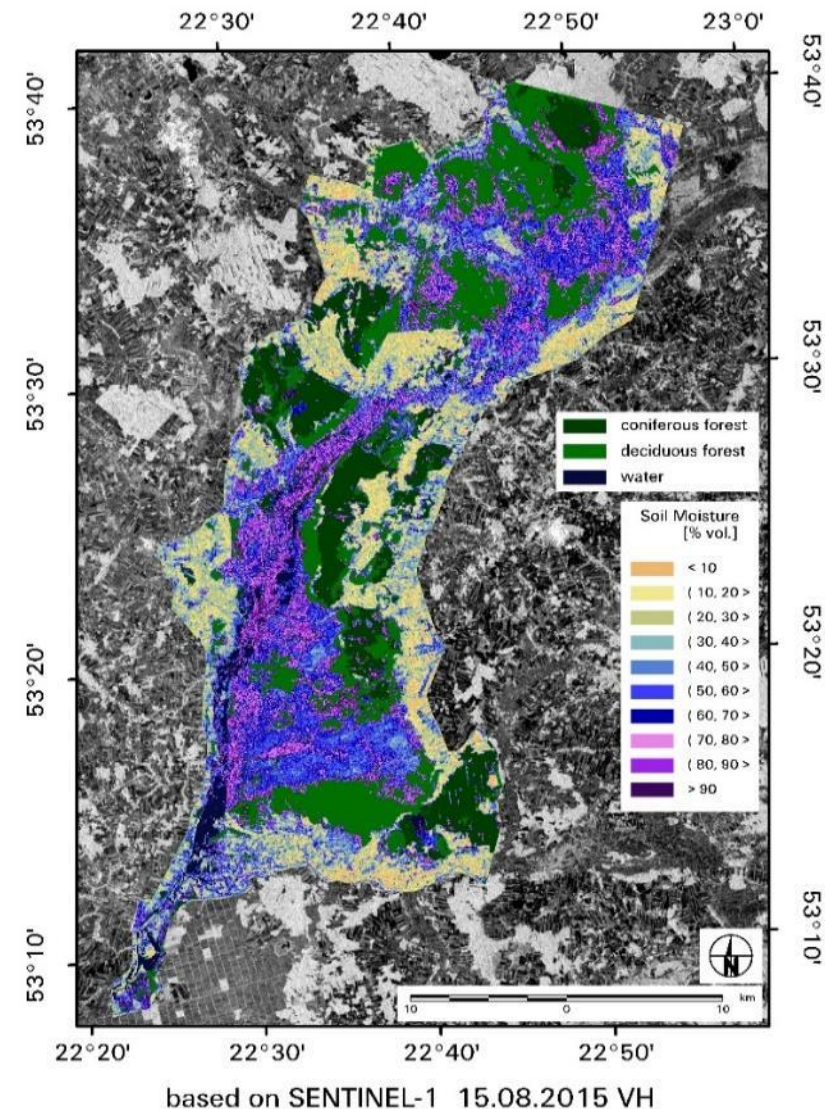 22°30' 22°40' 22°50' 23°0'
53°40' 53°40'
53°30' 53°30'
coniferous forest
deciduous forest
water
Soil Moisture
[% vol.]
< 10
( 10, 20 >
( 20, 30 >
( 30, 40 >
( 40, 50 >
( 50, 60 >
( 60, 70 >
( 70, 80 >
( 80, 90 >
> 90
53°20' 53°20'
53°10' 53°10'
N
km
10 0 10
22°20' 22°30' 22°40' 22°50'
based on SENTINEL-1 15.08.2015 VH